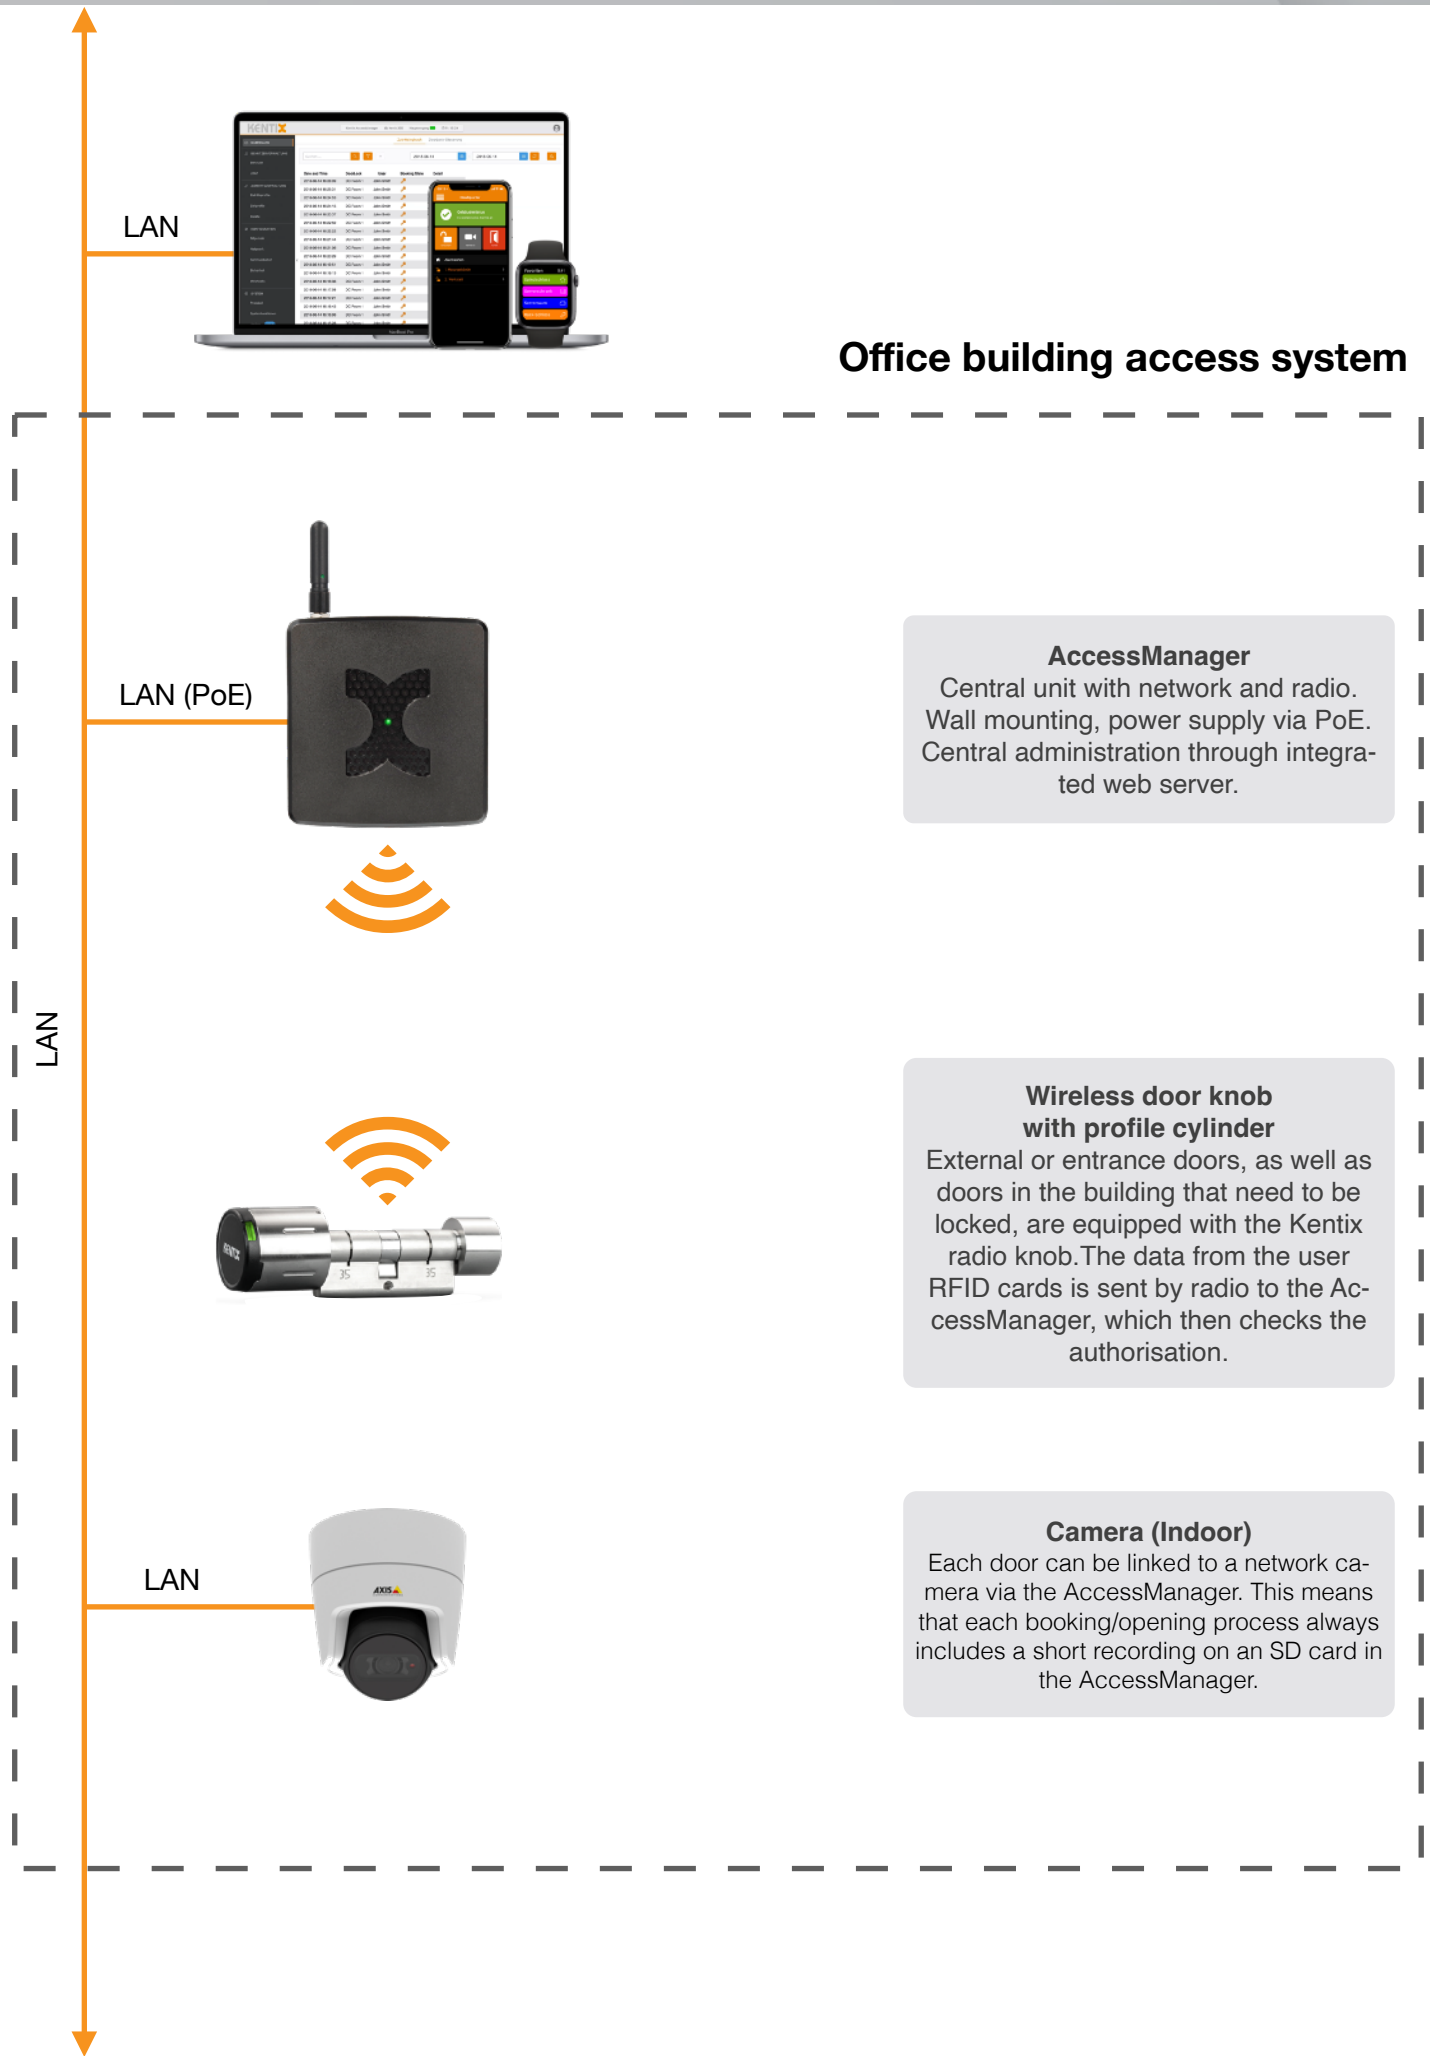 KENTIX
LAN
Office building access system
LAN (PoE)
AccessManager
Central unit with network and radio.
Wall mounting, power supply via PoE.
Central administration through integra-
ted web server.
LAN
Wireless door knob
with profile cylinder
External or entrance doors, as well as
doors in the building that need to be
locked, are equipped with the Kentix
radio knob.The data from the user
RFID cards is sent by radio to the Ac-
cessManager, which then checks the
authorisation.
KENTIX
35
35
LAN
AXIS
Camera (Indoor)
Each door can be linked to a network ca-
mera via the AccessManager. This means
that each booking/opening process always
includes a short recording on an SD card in
the AccessManager.